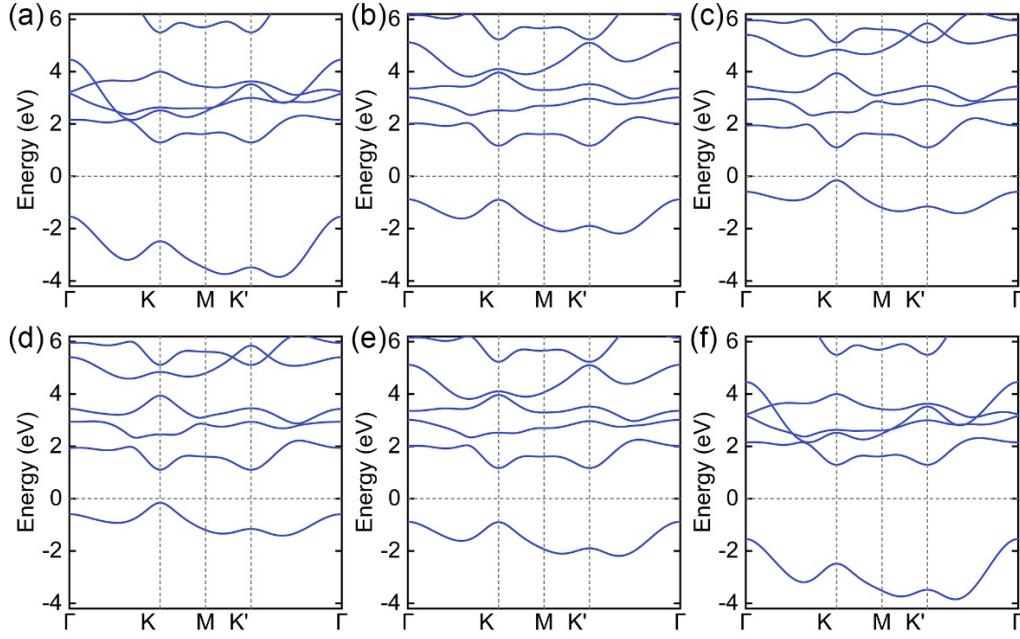 (a) (b) (c)
6 6 6
4 4 4
2 2 2
0 0 0
-2 -2 -2
-4 -4 -4
Energy (eV) Energy (eV) Energy (eV)
Γ K M K' Γ Γ K M K' Γ Γ K M K' Γ
(d) (e) (f)
6 6 6
4 4 4
2 2 2
0 0 0
-2 -2 -2
-4 -4 -4
Energy (eV) Energy (eV) Energy (eV)
Γ K M K' Γ Γ K M K' Γ Γ K M K' Γ